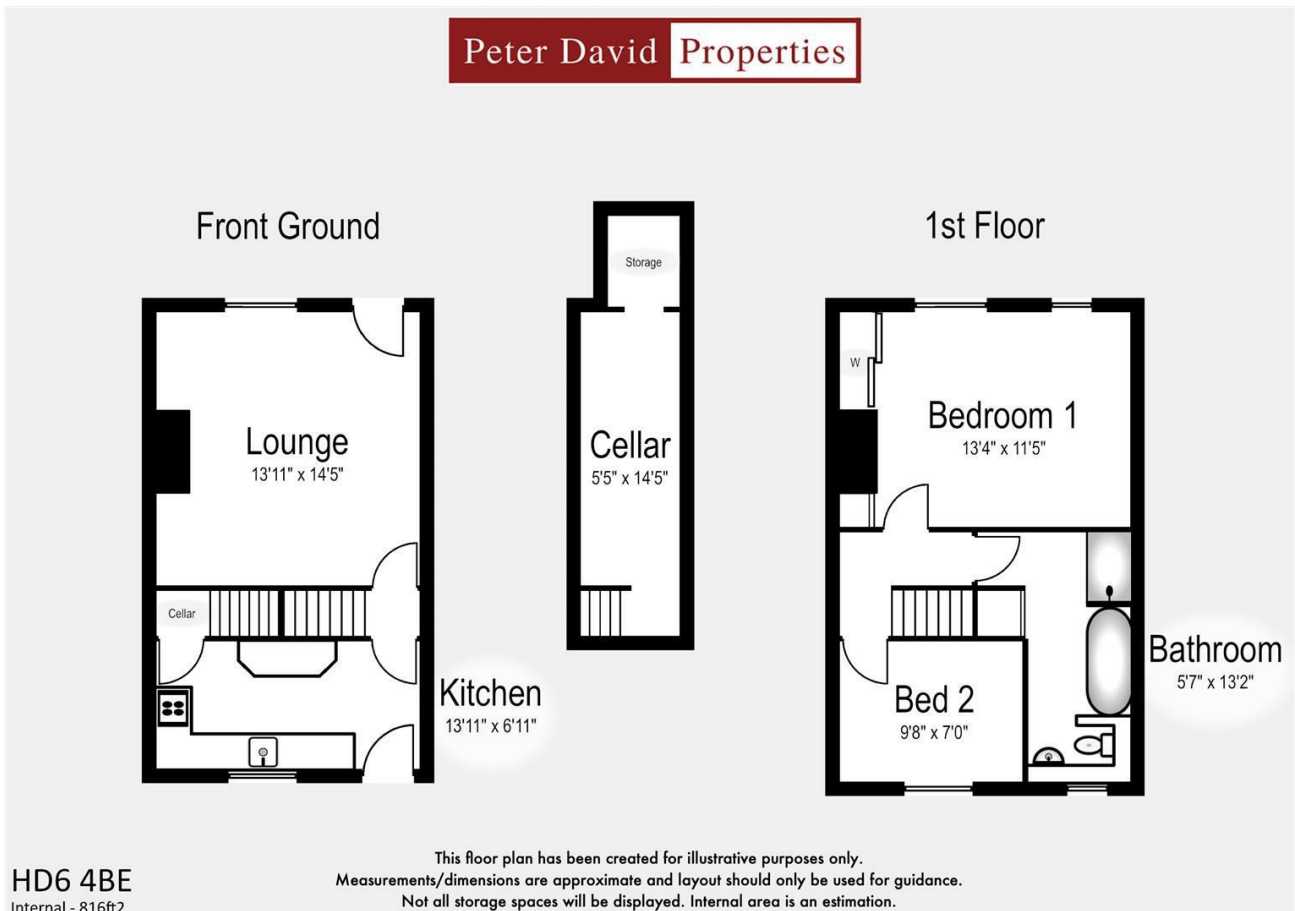 Peter David Properties
Front Ground
1st Floor
Storage
W
Lounge
13'11" x 14'5"
Cellar
5'5" x 14'5"
Bedroom 1
13'4" x 11'5"
Cellar
Kitchen
13'11" x 6'11"
Bed 2
9'8" x 7'0"
Bathroom
5'7" x 13'2"
This floor plan has been created for illustrative purposes only.
Measurements/dimensions are approximate and layout should only be used for guidance.
Not all storage spaces will be displayed. Internal area is an estimation.
HD6 4BE
Internal - 816ft2